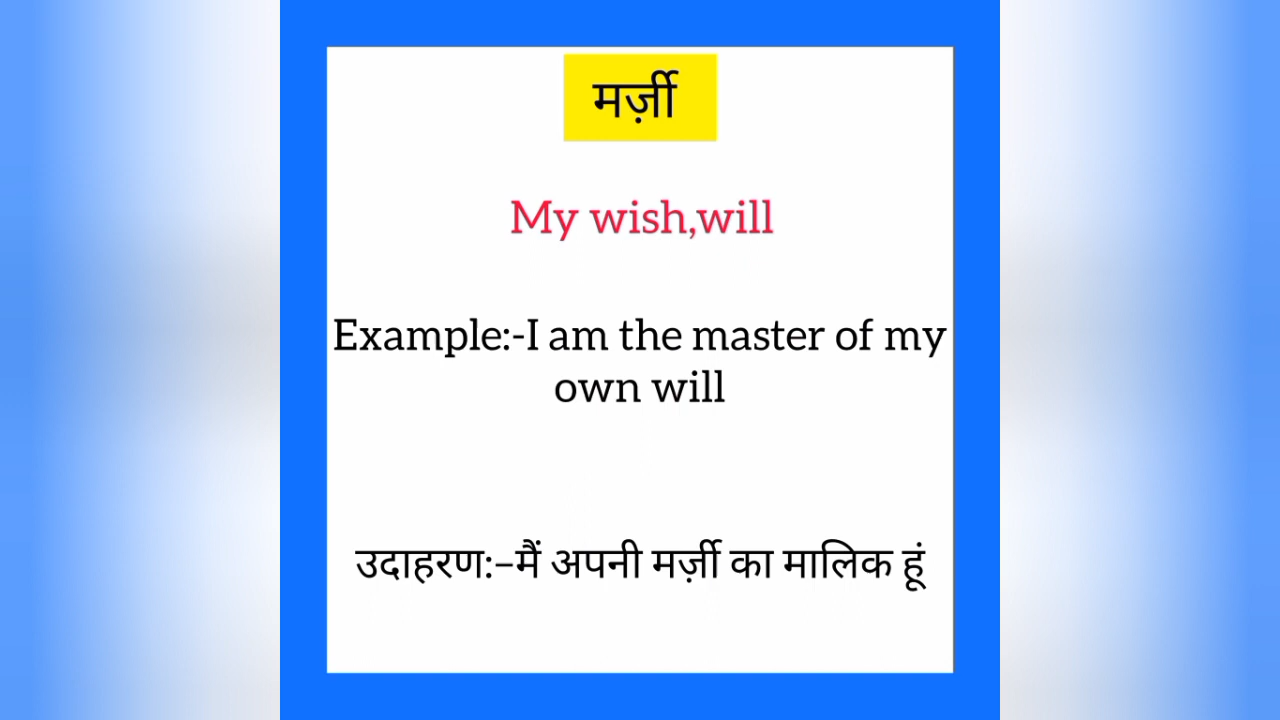 मर्ज़ी
My wish,will
Example:-I am the master of my
own will
उदाहरण:–मैं अपनी मर्ज़ी का मालिक हूं